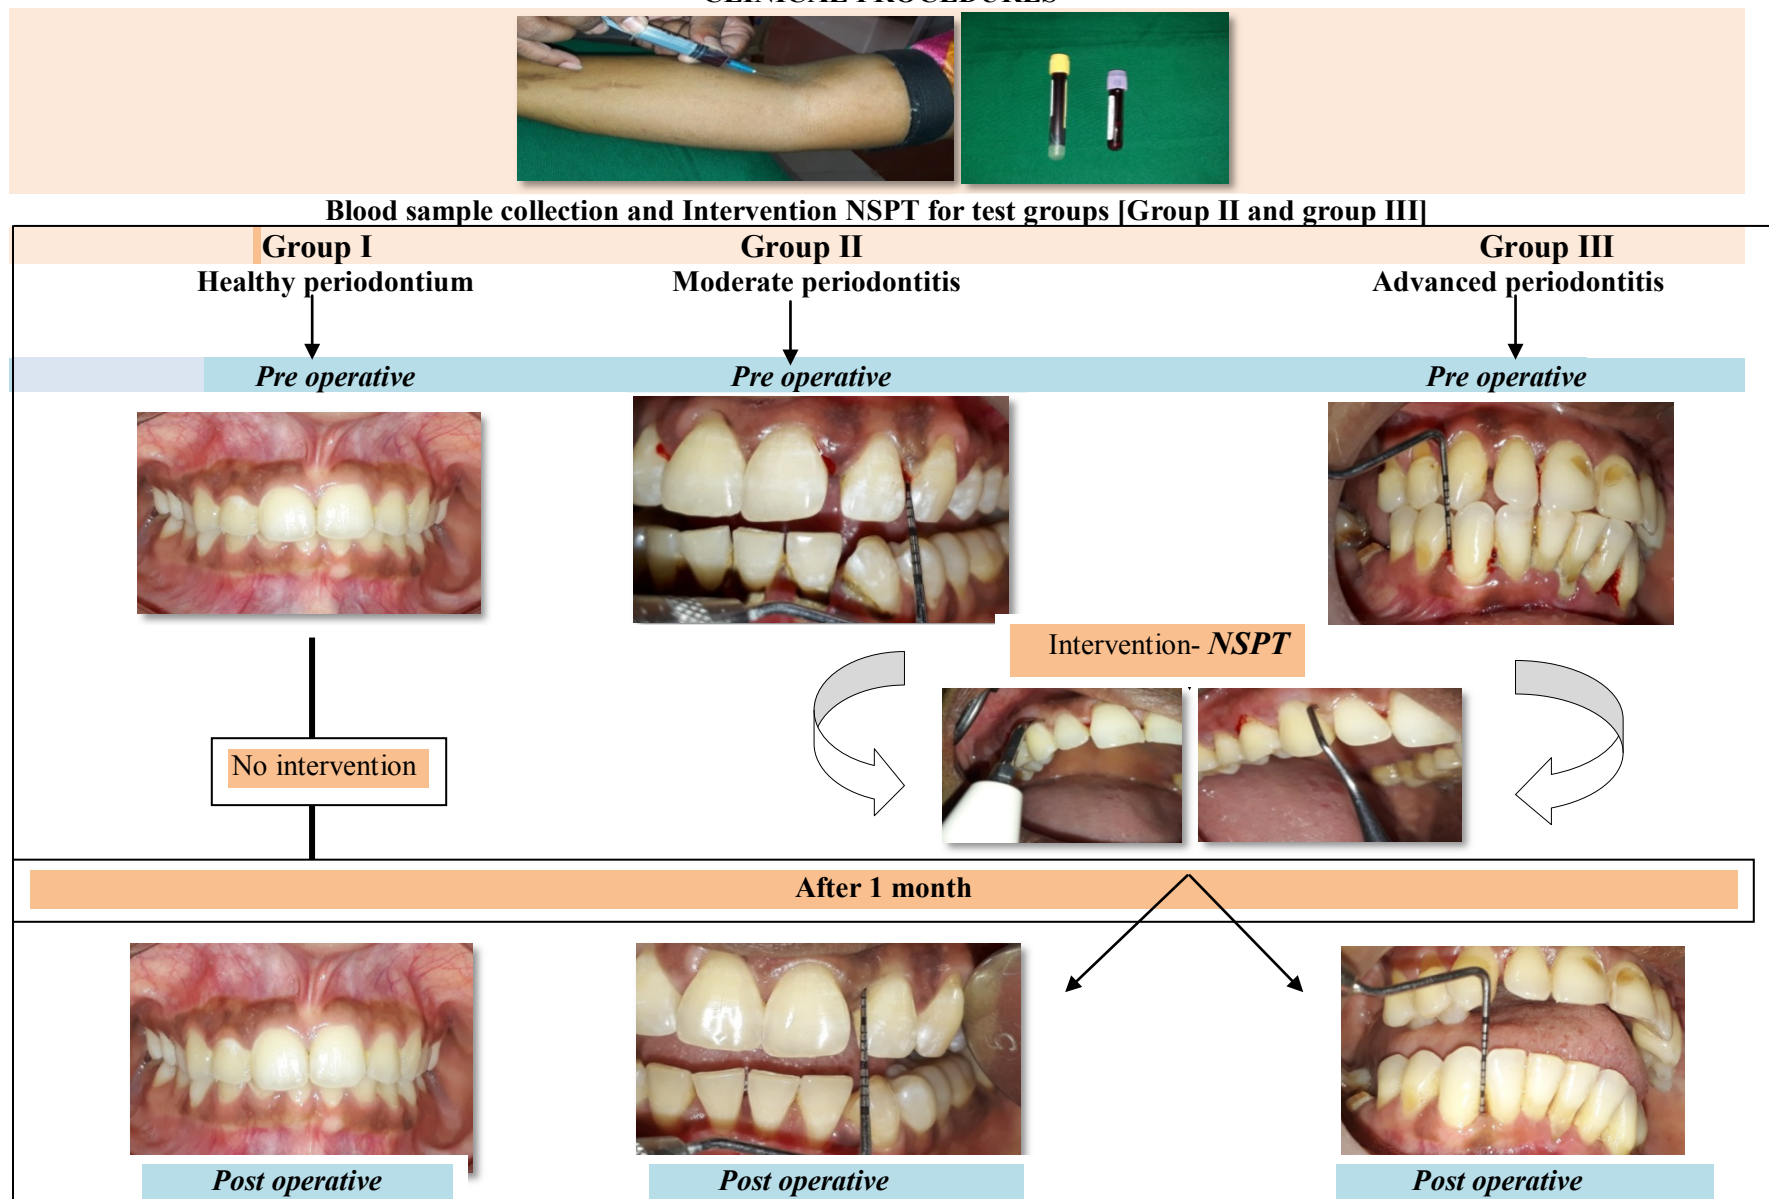 CLINICAL PROCEDURES
Blood sample collection and Intervention NSPT for test groups [Group II and group III]
Group I Group II Group III
Healthy periodontium Moderate periodontitis Advanced periodontitis
Pre operative Pre operative Pre operative
Intervention- NSPT
No intervention
After 1 month
Post operative Post operative Post operative